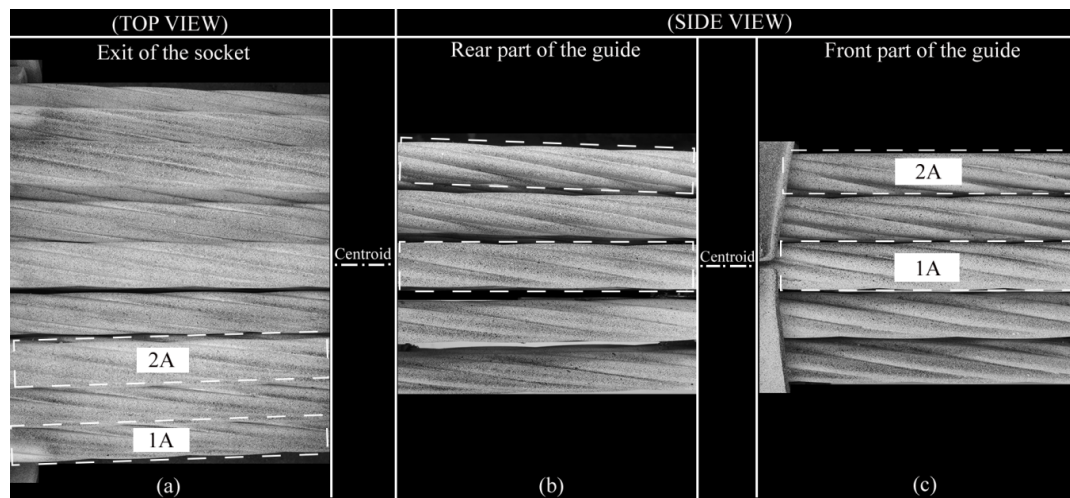 (TOP VIEW)
(SIDE VIEW)
Exit of the socket
Rear part of the guide
Front part of the guide
Centroid
Centroid
2A
1A
2A
1A
(a)
(b)
(c)